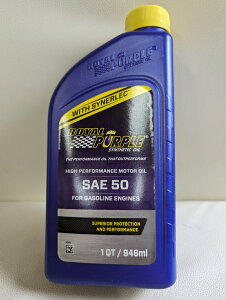 WITH SYNERLEC
ROYAL
PURPLE
SYNTHETIC OIL
THE PERFORMANCE OIL THAT OUTPERFORMS
HIGH PERFORMANCE MOTOR OIL
SAE 50
FOR GASOLINE ENGINES
SUPERIOR PROTECTION
AND PERFORMANCE
1 QT / 946ml